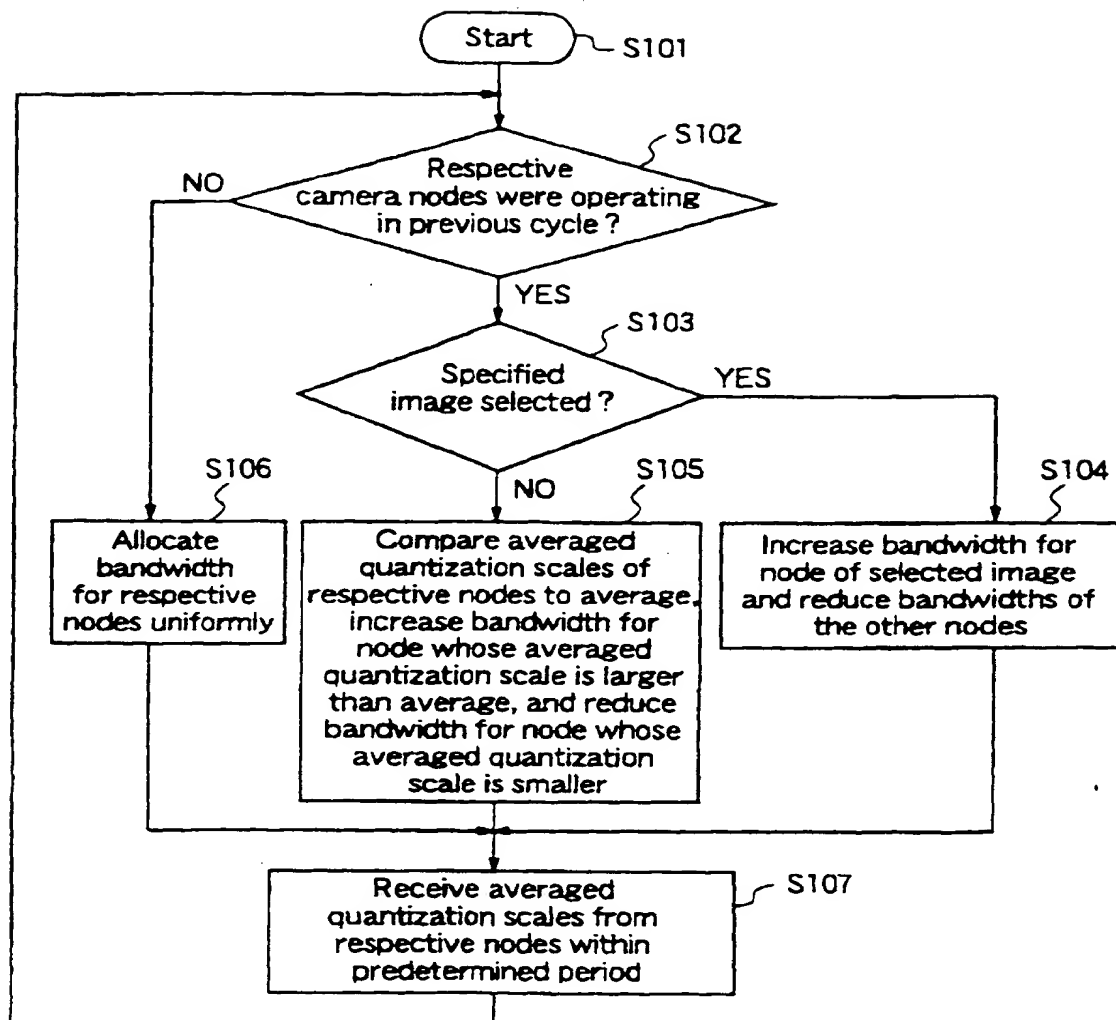 Start
S101
S102
Respective
camera nodes were operating
in previous cycle ?
NO
YES
S103
Specified
image selected ?
YES
NO
S106
Allocate
bandwidth
for respective
nodes uniformly
S105
Compare averaged
quantization scales of
respective nodes to average,
increase bandwidth for
node whose averaged
quantization scale is larger
than average, and reduce
bandwidth for node whose
averaged quantization
scale is smaller
S104
Increase bandwidth for
node of selected image
and reduce bandwidths of
the other nodes
S107
Receive averaged
quantization scales from
respective nodes within
predetermined period